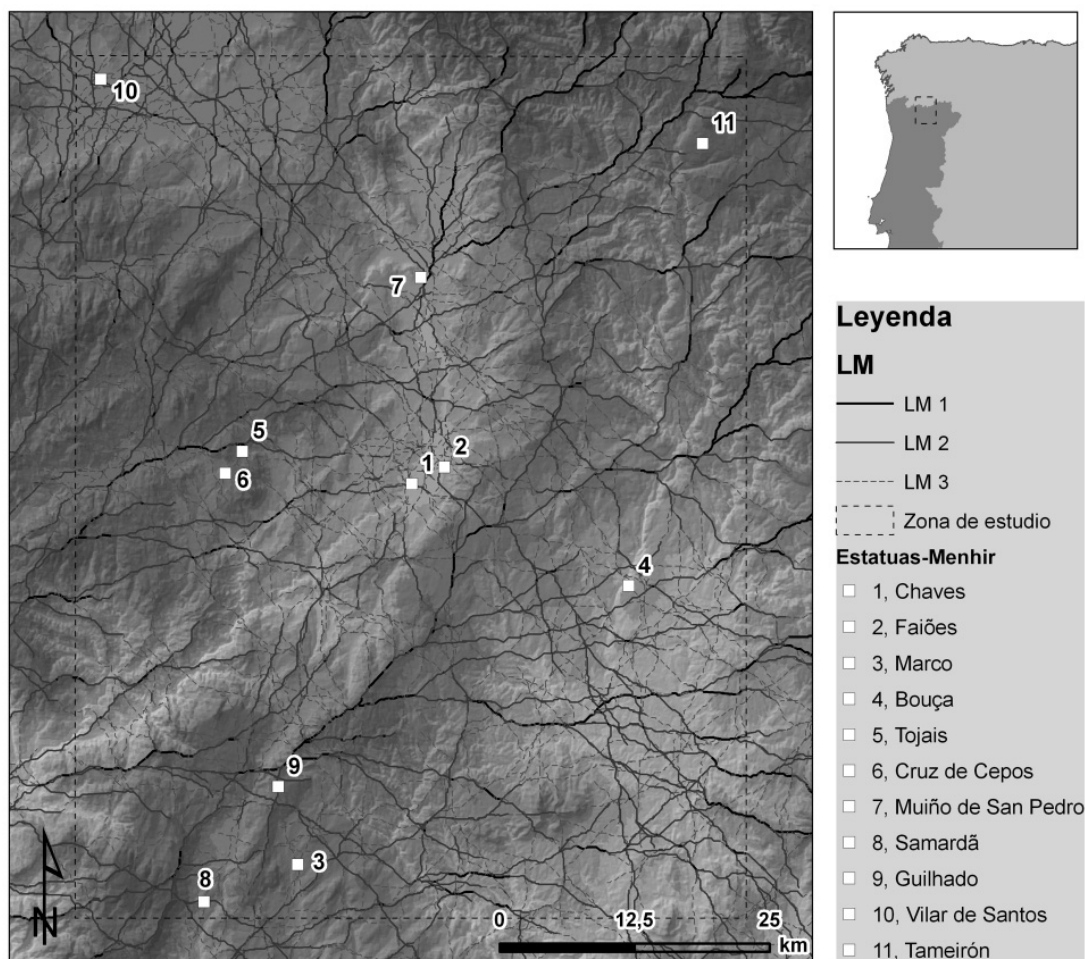 10
11
7
5
6
2
1
4
9
3
8
N
0
12,5
25
km
Leyenda
LM
LM 1
LM 2
LM 3
Zona de estudio
Estatuas-Menhir
1, Chaves
2, Faiões
3, Marco
4, Bouça
5, Tojais
6, Cruz de Cepos
7, Muiño de San Pedro
8, Samardã
9, Guilhado
10, Vilar de Santos
11, Tameirón